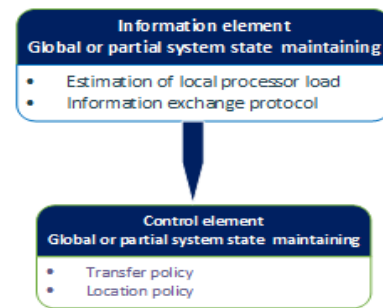 Information element
Global or partial system state maintaining
• Estimation of local processor load
• Information exchange protocol
Control element
Global or partial system state maintaining
• Transfer policy
• Location policy